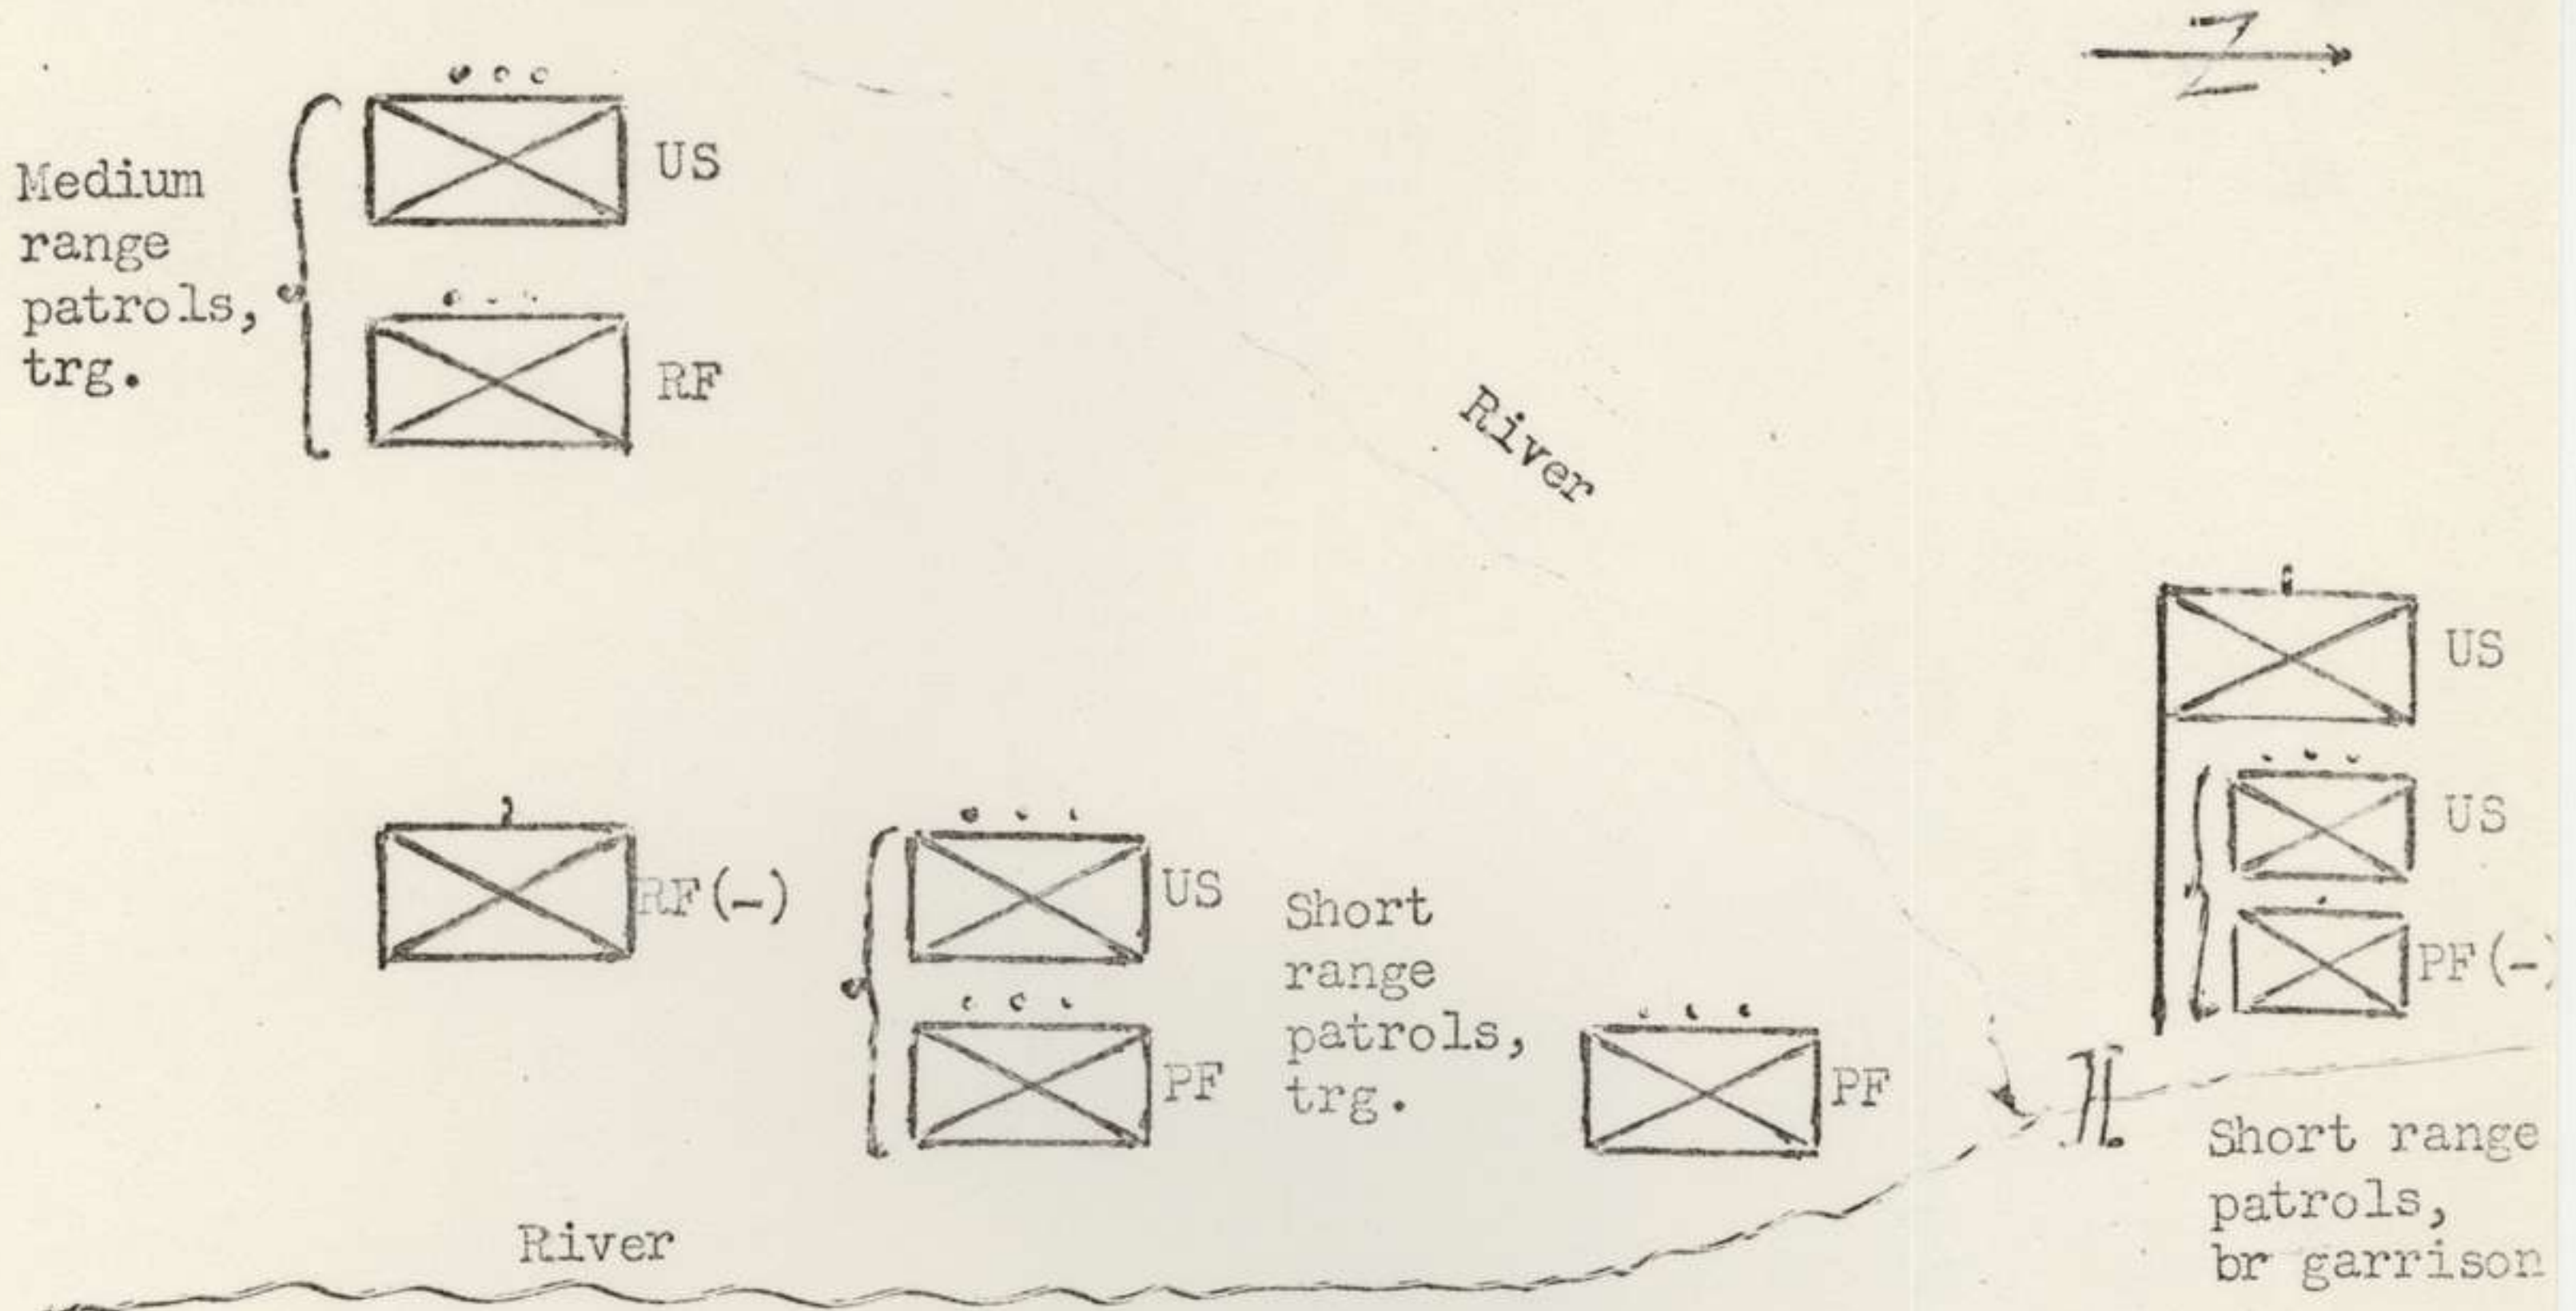 Z
US
Medium
range
patrols,
trg.
RF
River
US
US
RF(-)
US
Short
range
patrols,
trg.
PF
PF
PF(-)
Short range
patrols,
br garrison
River